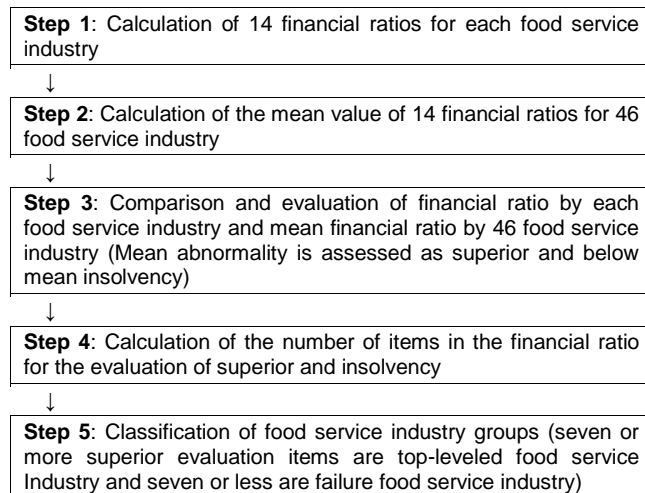 Step 1: Calculation of 14 financial ratios for each food service
industry
↓
Step 2: Calculation of the mean value of 14 financial ratios for 46
food service industry
↓
Step 3: Comparison and evaluation of financial ratio by each
food service industry and mean financial ratio by 46 food service
industry (Mean abnormality is assessed as superior and below
mean insolvency)
↓
Step 4: Calculation of the number of items in the financial ratio
for the evaluation of superior and insolvency
↓
Step 5: Classification of food service industry groups (seven or
more superior evaluation items are top-leveled food service
Industry and seven or less are failure food service industry)